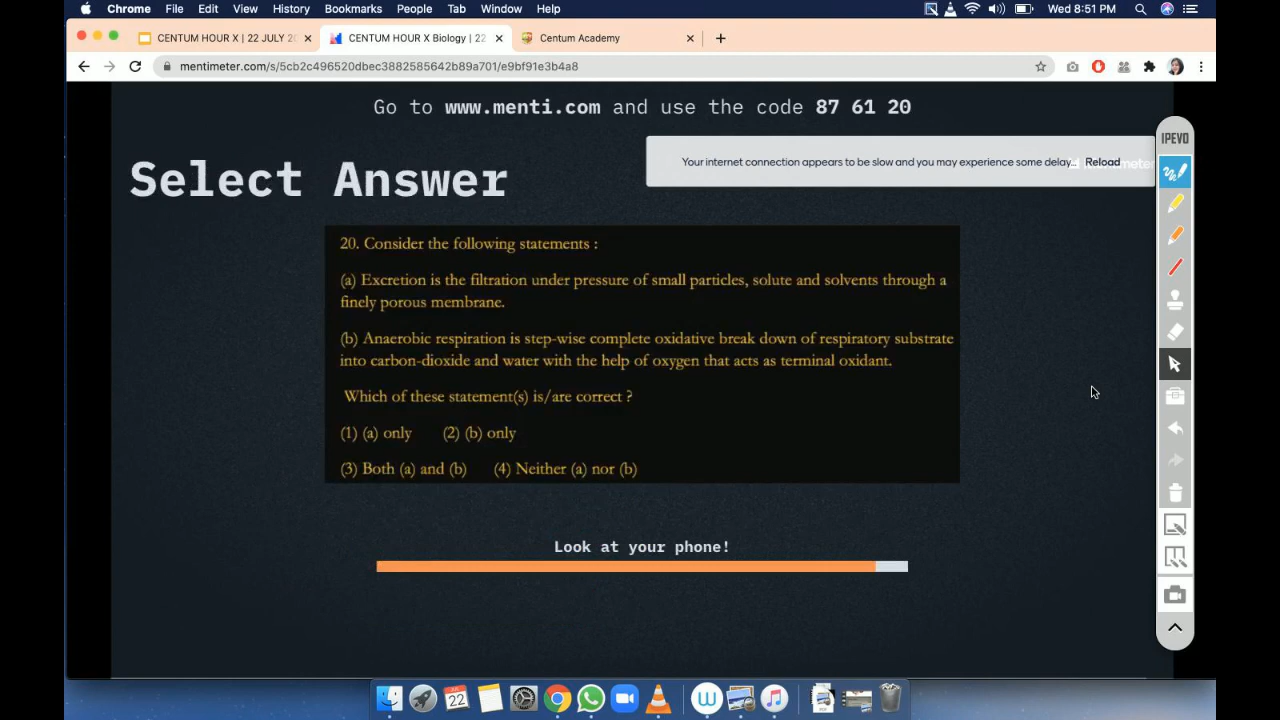 Chrome File Edit View History Bookmarks People Tab Window Help Wed 8:51 PM
CENTUM HOUR X | 22 JULY 2 CENTUM HOUR X Biology | 22 Centum Academy
mentimeter.com/s/5cb2c496520dbec3882585642b89a701/e9bf91e3b4a8
Go to www.menti.com and use the code 87 61 20
IPEVO
Your internet connection appears to be slow and you may experience some delay... Reload
Select Answer
20. Consider the following statements :
(a) Excretion is the filtration under pressure of small particles, solute and solvents through a
finely porous membrane.
(b) Anaerobic respiration is step-wise complete oxidative break down of respiratory substrate
into carbon-dioxide and water with the help of oxygen that acts as terminal oxidant.
Which of these statement(s) is/are correct ?
(1) (a) only (2) (b) only
(3) Both (a) and (b) (4) Neither (a) nor (b)
Look at your phone!
JUL
22